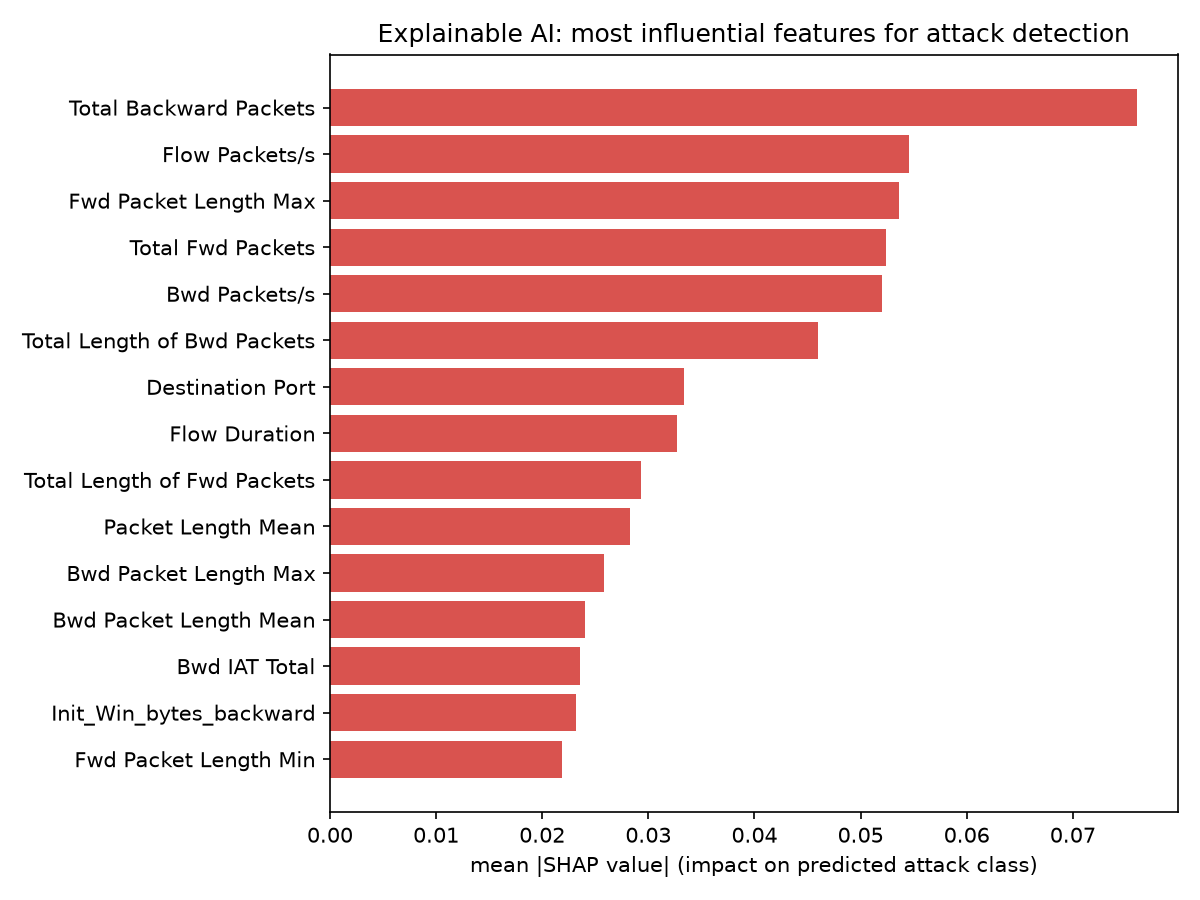 Explainable AI: most influential features for attack detection
Total Backward Packets
Flow Packets/s
Fwd Packet Length Max
Total Fwd Packets
Bwd Packets/s
Total Length of Bwd Packets
Destination Port
Flow Duration
Total Length of Fwd Packets
Packet Length Mean
Bwd Packet Length Max
Bwd Packet Length Mean
Bwd IAT Total
Init_Win_bytes_backward
Fwd Packet Length Min
0.00 0.01 0.02 0.03 0.04 0.05 0.06 0.07
mean |SHAP value| (impact on predicted attack class)